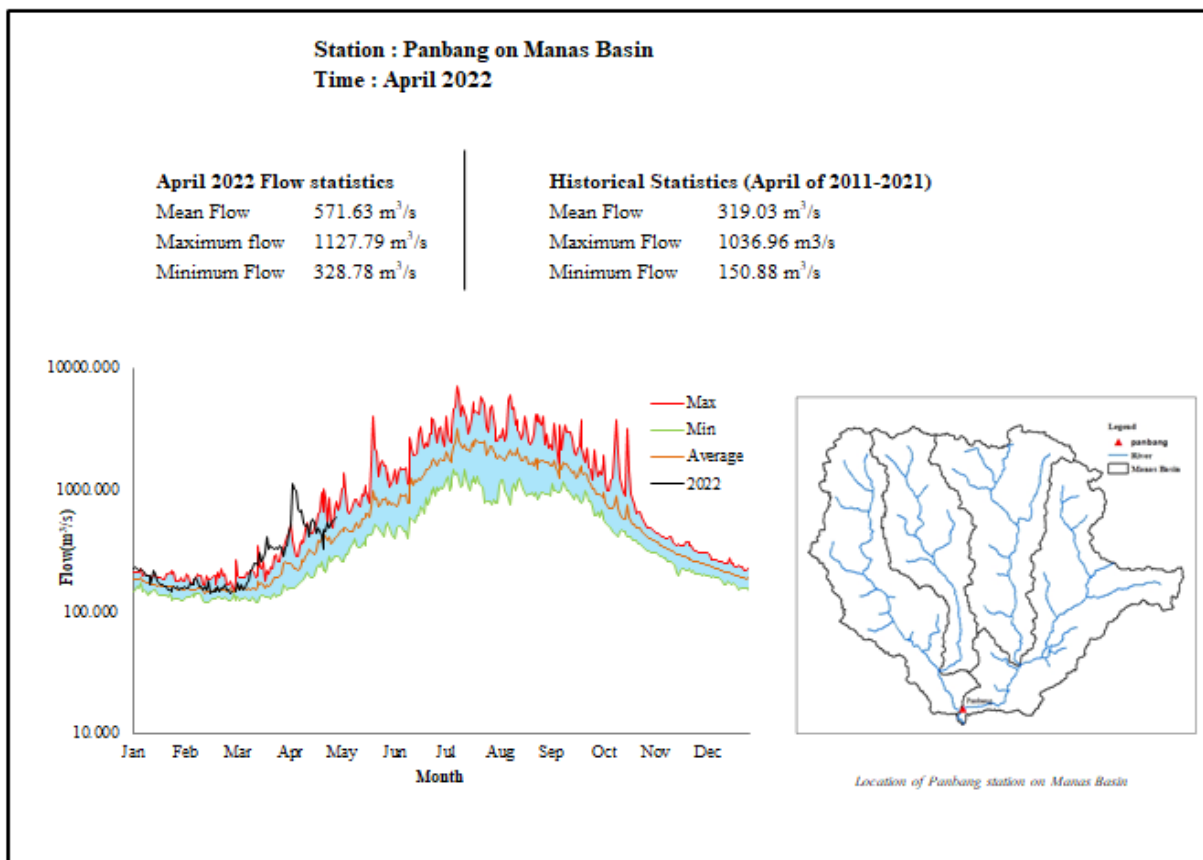 Station : Panbang on Manas Basin
Time : April 2022
April 2022 Flow statistics
Mean Flow 571.63 m³/s
Maximum flow 1127.79 m³/s
Minimum Flow 328.78 m³/s
Historical Statistics (April of 2011-2021)
Mean Flow 319.03 m³/s
Maximum Flow 1036.96 m3/s
Minimum Flow 150.88 m³/s
10000.000
1000.000
100.000
10.000
Flow(m³/s)
Jan Feb Mar Apr May Jun Jul Aug Sep Oct Nov Dec
Month
Max
Min
Average
2022
Legend
panbang
River
Manas Basin
Panbang
Location of Panbang station on Manas Basin